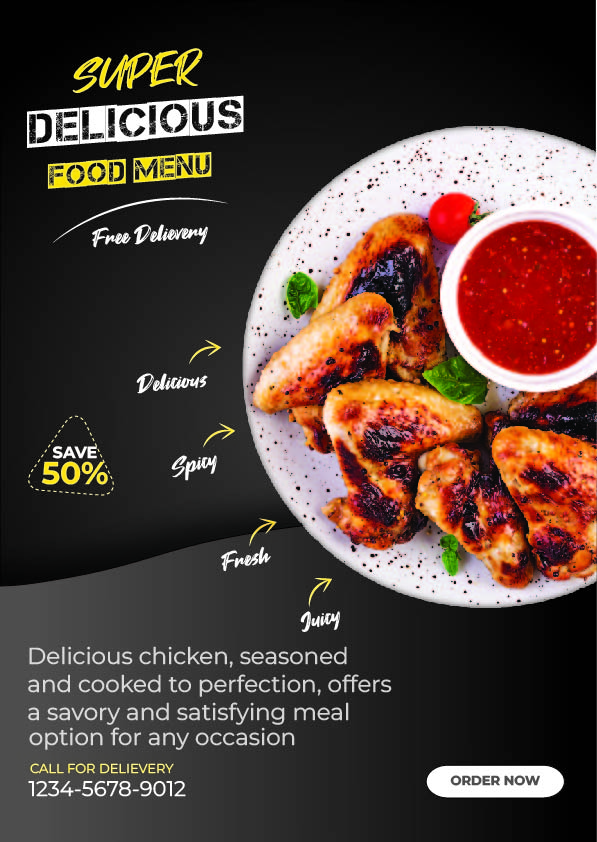 SUPER
DELICIOUS
FOOD MENU
Free Delievery
Delicious
SAVE
50%
Spicy
Fresh
Juicy
Delicious chicken, seasoned
and cooked to perfection, offers
a savory and satisfying meal
option for any occasion
CALL FOR DELIEVERY
1234-5678-9012
ORDER NOW